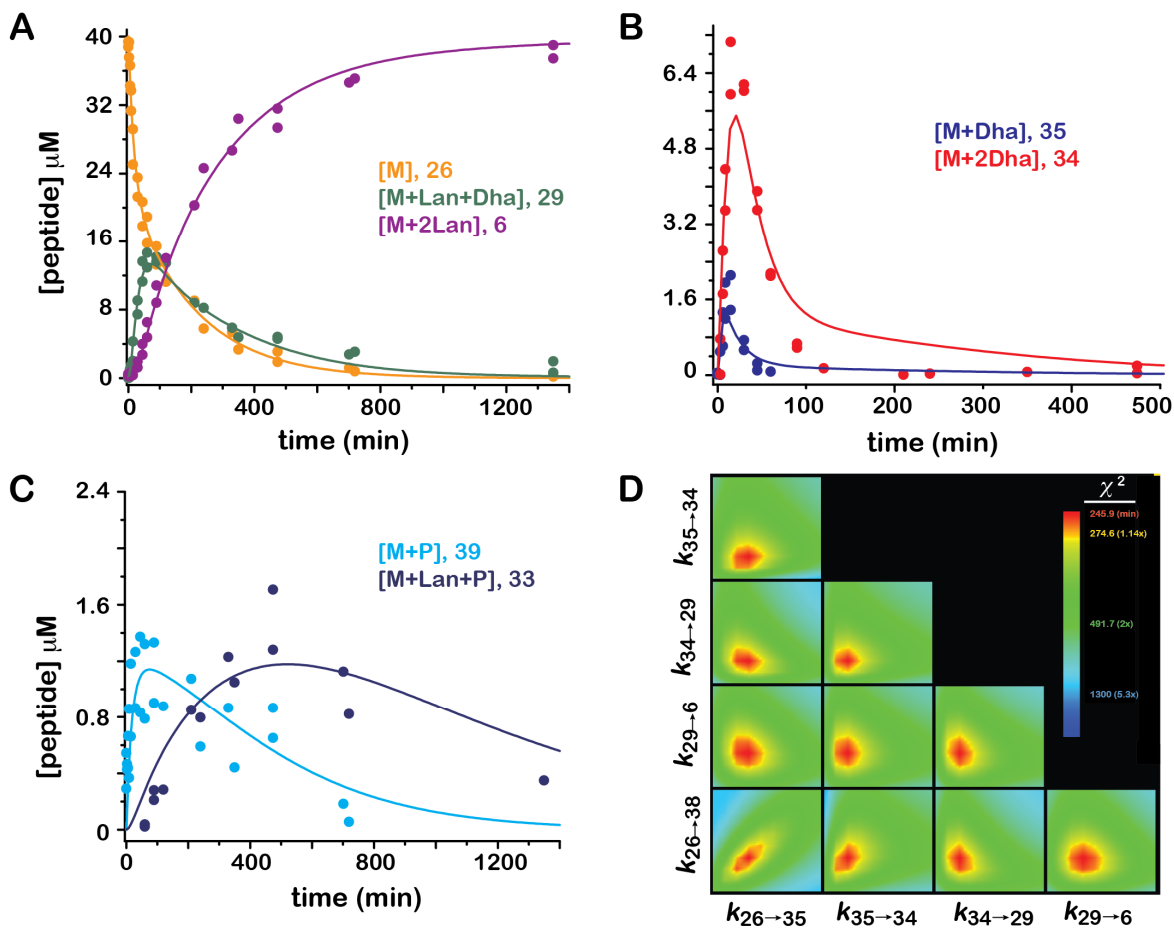 A
[peptide] μM
40
32
24
16
8
0
0
400
800
1200
time (min)
[M], 26
[M+Lan+Dha], 29
[M+2Lan], 6
B
6.4
4.8
3.2
1.6
0
0
100
200
300
400
500
time (min)
[M+Dha], 35
[M+2Dha], 34
C
[peptide] μM
2.4
1.6
0.8
0
0
400
800
1200
time (min)
[M+P], 39
[M+Lan+P], 33
D
χ²
245.9 (min)
274.6 (1.14x)
491.7 (2x)
1300 (5.3x)
k35→34
k34→29
k29→6
k26→38
k26→35
k35→34
k34→29
k29→6